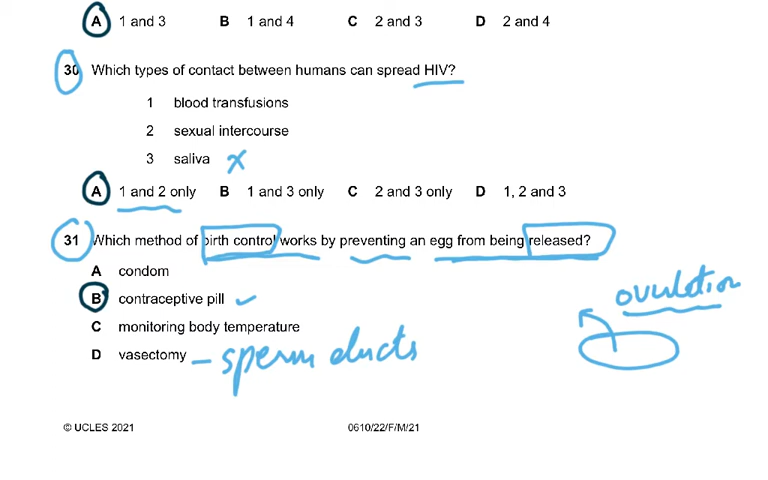 A 1 and 3 B 1 and 4 C 2 and 3 D 2 and 4
30 Which types of contact between humans can spread HIV?
1 blood transfusions
2 sexual intercourse
3 saliva x
A 1 and 2 only B 1 and 3 only C 2 and 3 only D 1, 2 and 3
31 Which method of birth control works by preventing an egg from being released?
A condom
ovulation
B contraceptive pill ✓
C monitoring body temperature
D vasectomy – sperm ducts
© UCLES 2021 0610/22/F/M/21